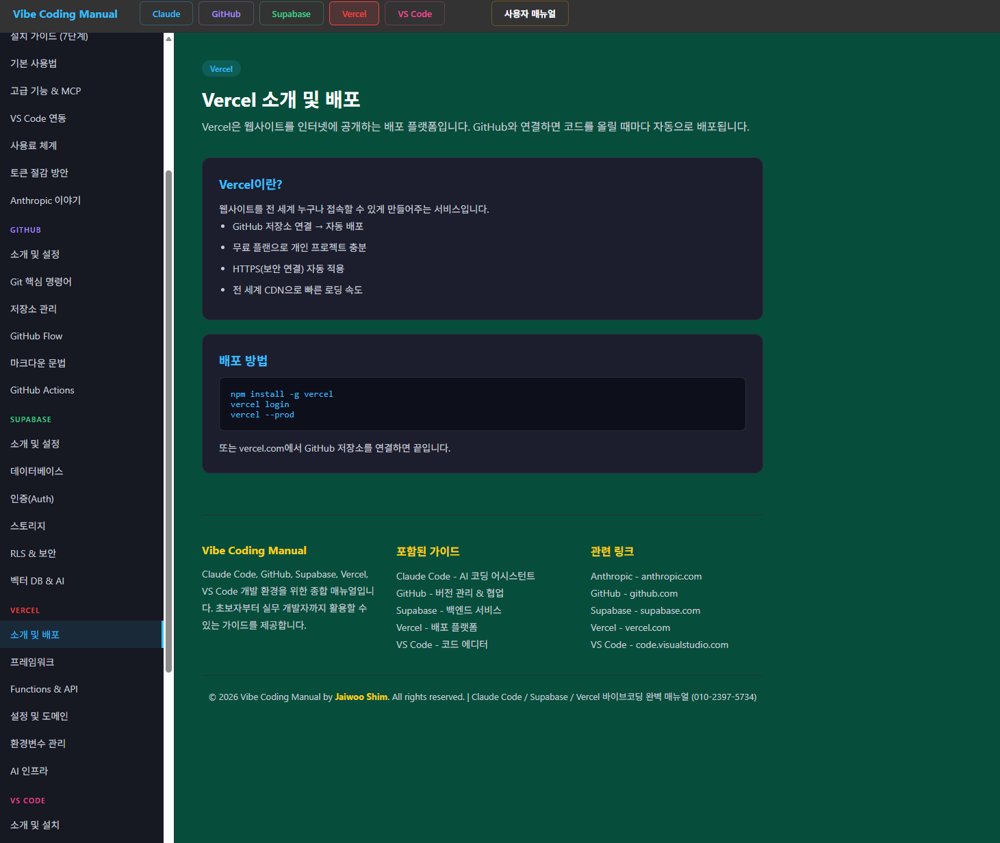 Vibe Coding Manual
Claude
GitHub
Supabase
Vercel
VS Code
사용자 매뉴얼
설치 가이드 (7단계)
기본 사용법
고급 기능 & MCP
VS Code 연동
사용료 체계
토큰 절감 방안
Anthropic 이야기
GITHUB
소개 및 설정
Git 핵심 명령어
저장소 관리
GitHub Flow
마크다운 문법
GitHub Actions
SUPABASE
소개 및 설정
데이터베이스
인증(Auth)
스토리지
RLS & 보안
벡터 DB & AI
VERCEL
소개 및 배포
프레임워크
Functions & API
설정 및 도메인
환경변수 관리
AI 인프라
VS CODE
소개 및 설치
Vercel
Vercel 소개 및 배포
Vercel은 웹사이트를 인터넷에 공개하는 배포 플랫폼입니다. GitHub와 연결하면 코드를 올릴 때마다 자동으로 배포됩니다.
Vercel이란?
웹사이트를 전 세계 누구나 접속할 수 있게 만들어주는 서비스입니다.
• GitHub 저장소 연결 → 자동 배포
• 무료 플랜으로 개인 프로젝트 충분
• HTTPS(보안 연결) 자동 적용
• 전 세계 CDN으로 빠른 로딩 속도
배포 방법
npm install -g vercel
vercel login
vercel --prod
또는 vercel.com에서 GitHub 저장소를 연결하면 끝입니다.
Vibe Coding Manual
Claude Code, GitHub, Supabase, Vercel,
VS Code 개발 환경을 위한 종합 매뉴얼입니
다. 초보자부터 실무 개발자까지 활용할 수
있는 가이드를 제공합니다.
포함된 가이드
Claude Code - AI 코딩 어시스턴트
GitHub - 버전 관리 & 협업
Supabase - 백엔드 서비스
Vercel - 배포 플랫폼
VS Code - 코드 에디터
관련 링크
Anthropic - anthropic.com
GitHub - github.com
Supabase - supabase.com
Vercel - vercel.com
VS Code - code.visualstudio.com
© 2026 Vibe Coding Manual by Jaiwoo Shim. All rights reserved. | Claude Code / Supabase / Vercel 바이브코딩 완벽 매뉴얼 (010-2397-5734)